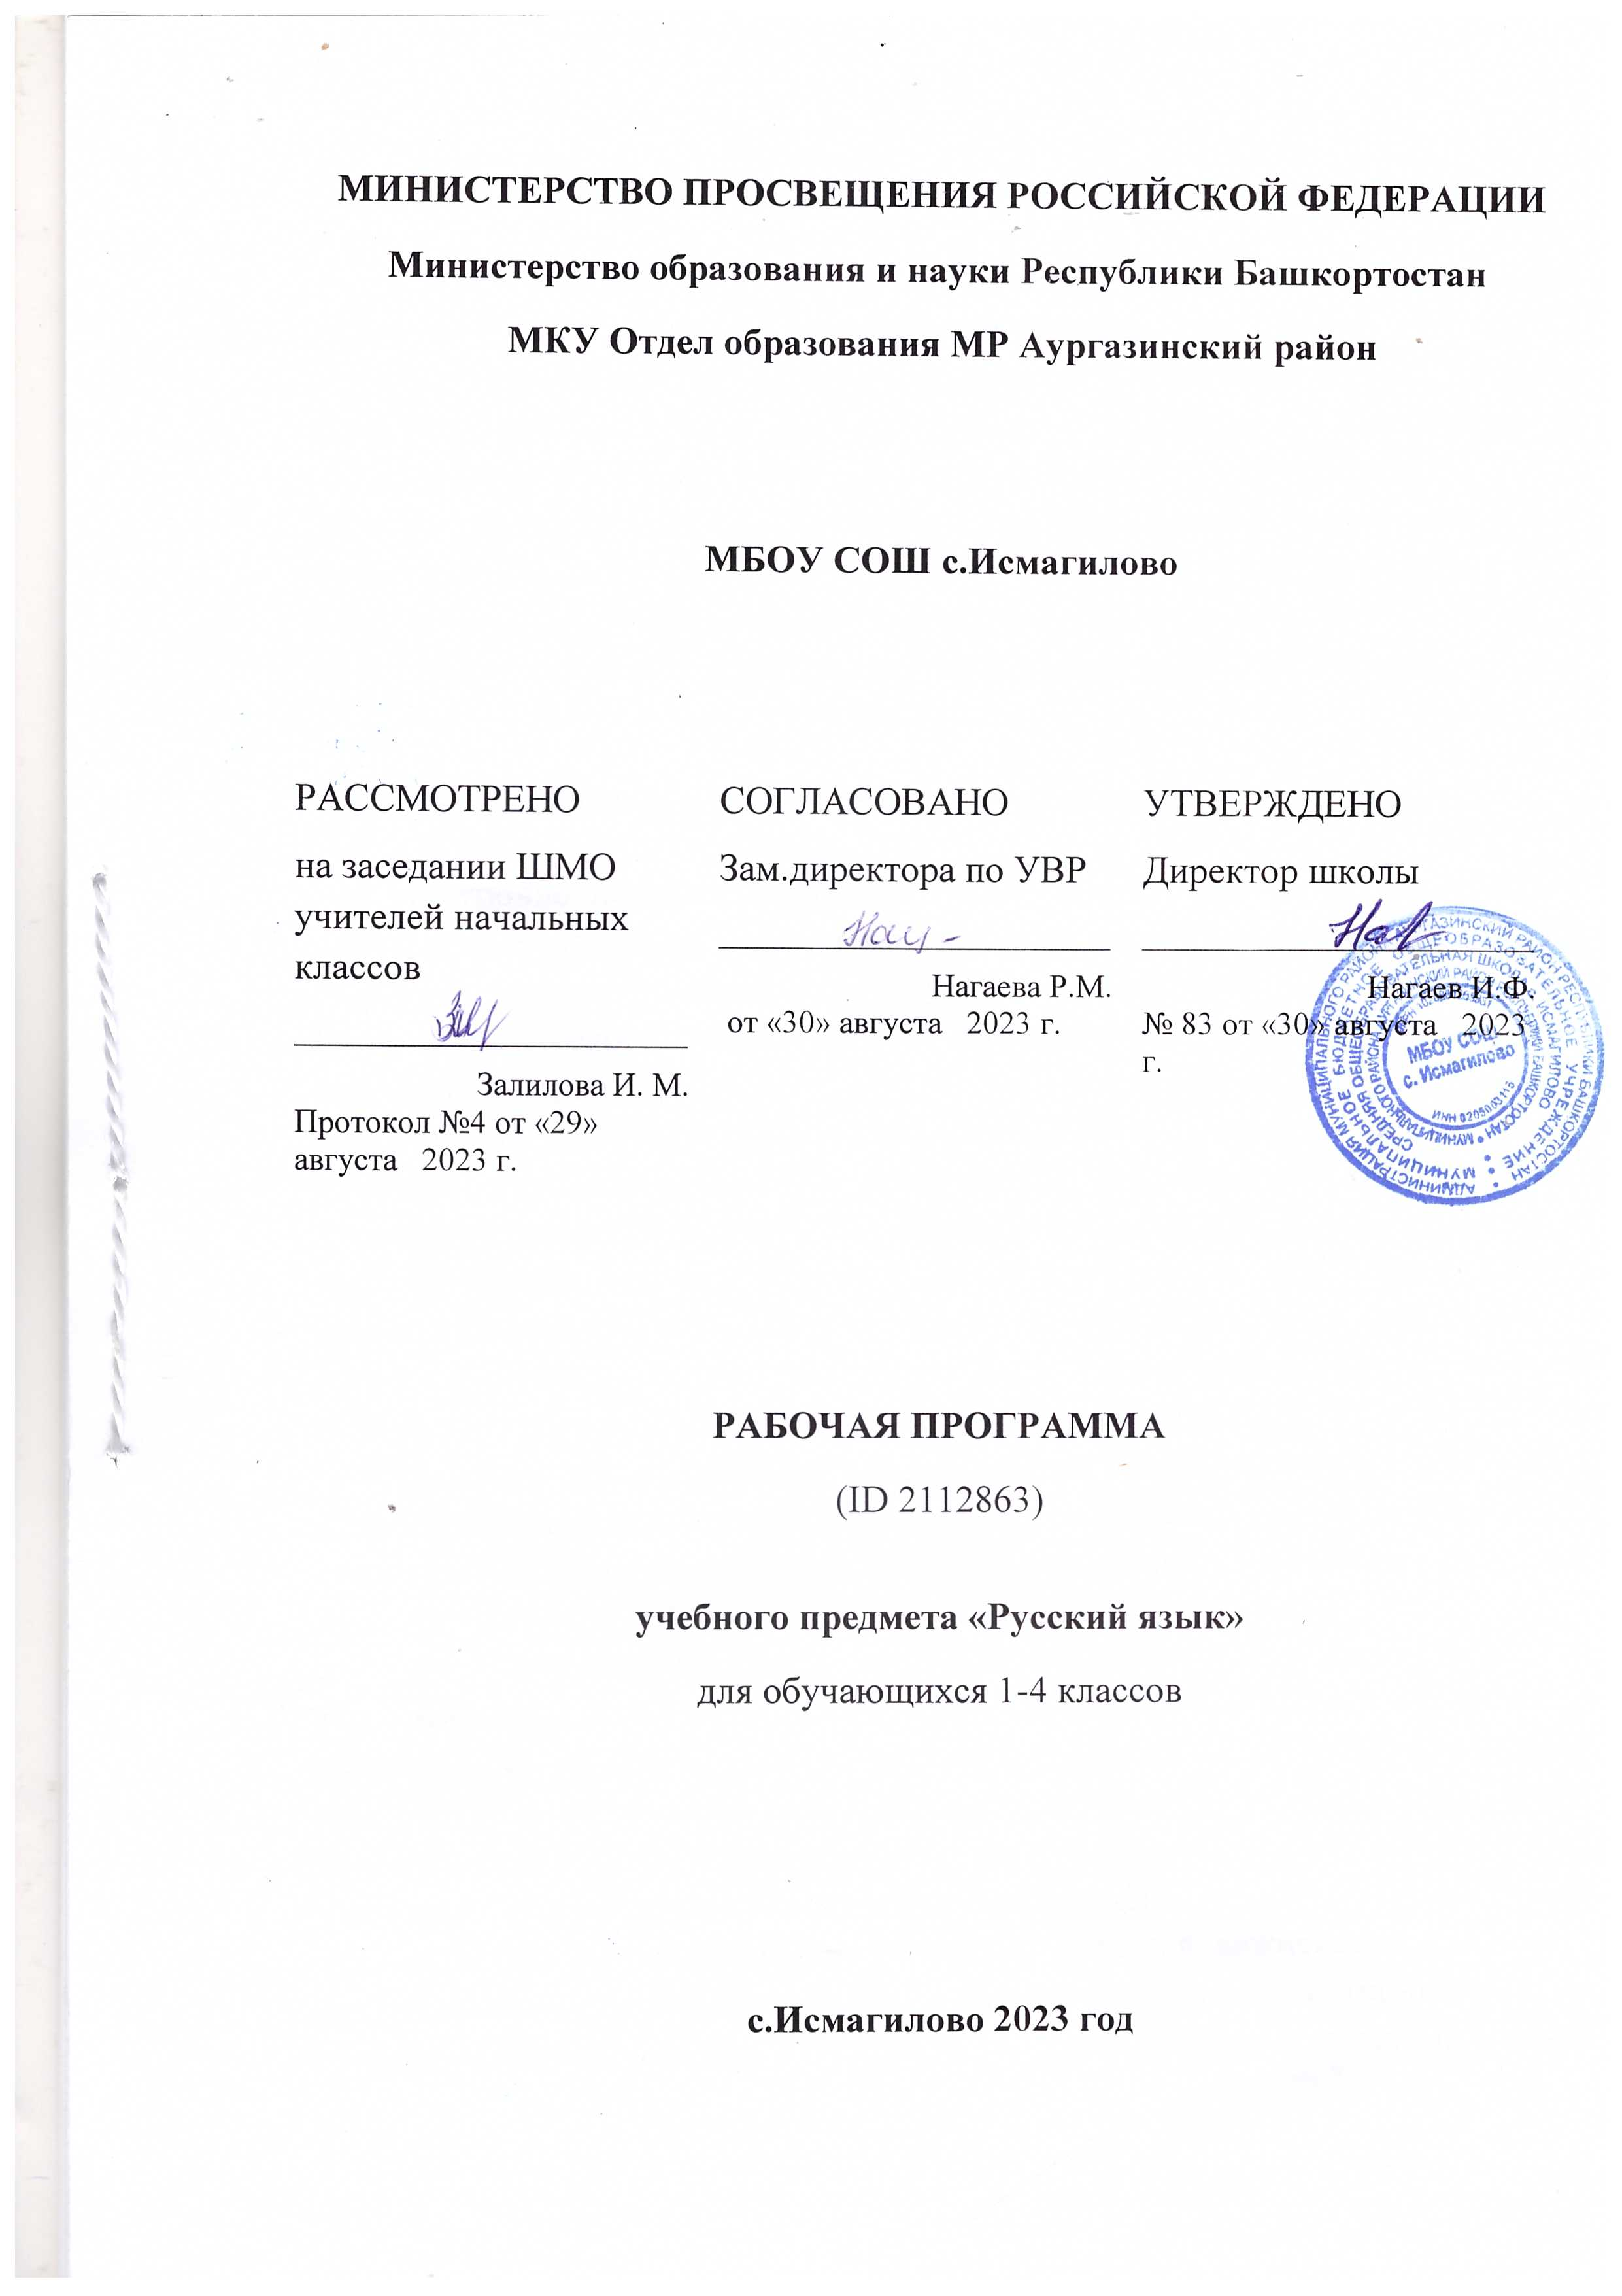 МИНИСТЕРСТВО ПРОСВЕЩЕНИЯ РОССИЙСКОЙ ФЕДЕРАЦИИ
Министерство образования и науки Республики Башкортостан
МКУ Отдел образования МР Аургазинский район
МБОУ СОШ с.Исмагилово
РАССМОТРЕНО
на заседании ШМО
учителей начальных
классов
Залилова И. М.
Протокол №4 от «29»
августа 2023 г.
СОГЛАСОВАНО
Зам.директора по УВР
Нагаева Р.М.
от «30» августа 2023 г.
УТВЕРЖДЕНО
Директор школы
Нагаев И.Ф.
№ 83 от «30» августа 2023
г.
МБОУ СОШ
с. Исмагилово
РАБОЧАЯ ПРОГРАММА
(ID 2112863)
учебного предмета «Русский язык»
для обучающихся 1-4 классов
с.Исмагилово 2023 год